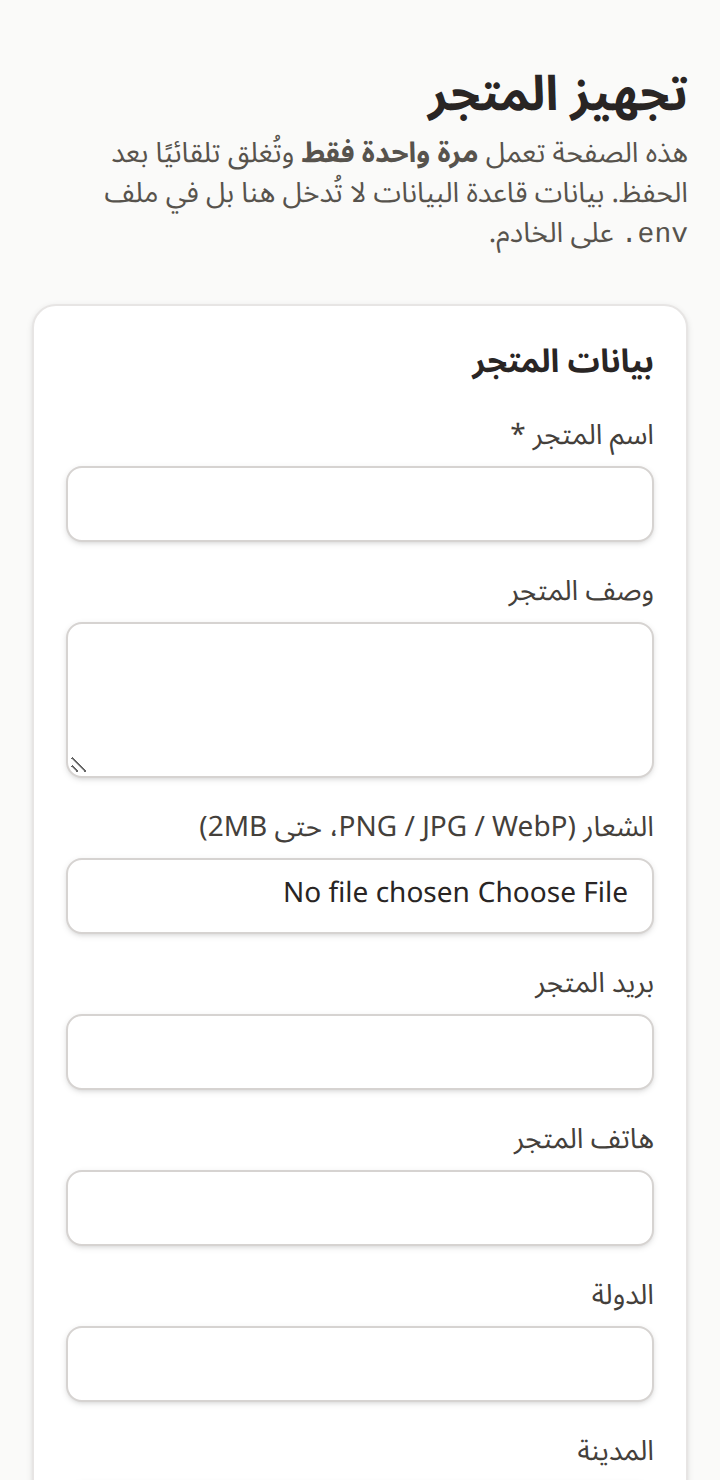 تجهيز المتجر
هذه الصفحة تعمل مرة واحدة فقط وتُغلق تلقائيًا بعد
الحفظ. بيانات قاعدة البيانات لا تُدخل هنا بل في ملف
.env على الخادم.
بيانات المتجر
اسم المتجر *
وصف المتجر
الشعار (PNG / JPG / WebP، حتى 2MB)
No file chosen Choose File
بريد المتجر
هاتف المتجر
الدولة
المدينة